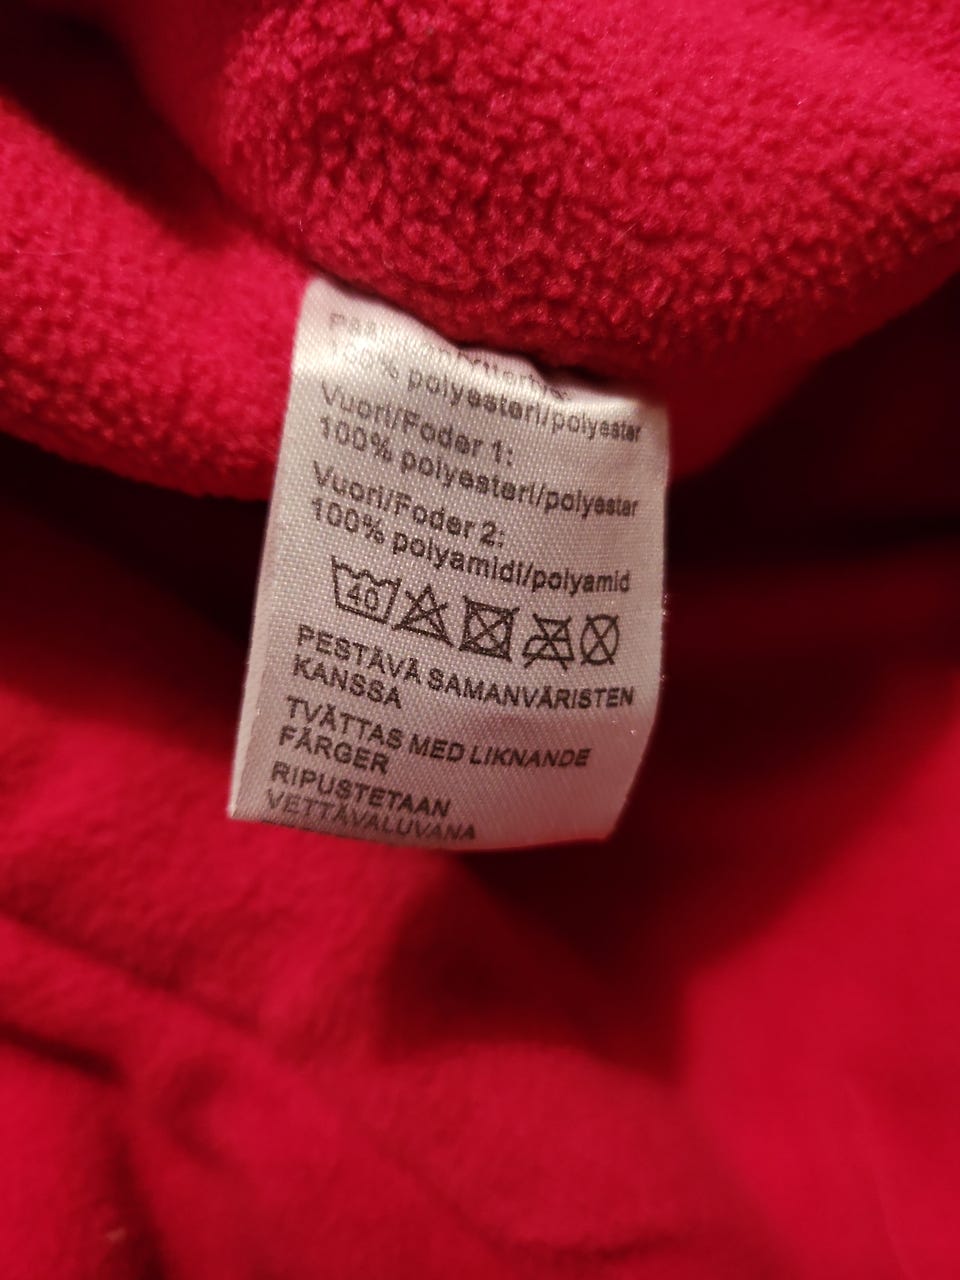 % polyesteri/polyester
Vuori/Foder 1:
100% polyesteri/polyester
Vuori/Foder 2:
100% polyamidi/polyamid
40
PESTÄVÄ SAMANVÄRISTEN
KANSSA
TVÄTTAS MED LIKNANDE
FÄRGER
RIPUSTETAAN
VETTÄVALUVANA